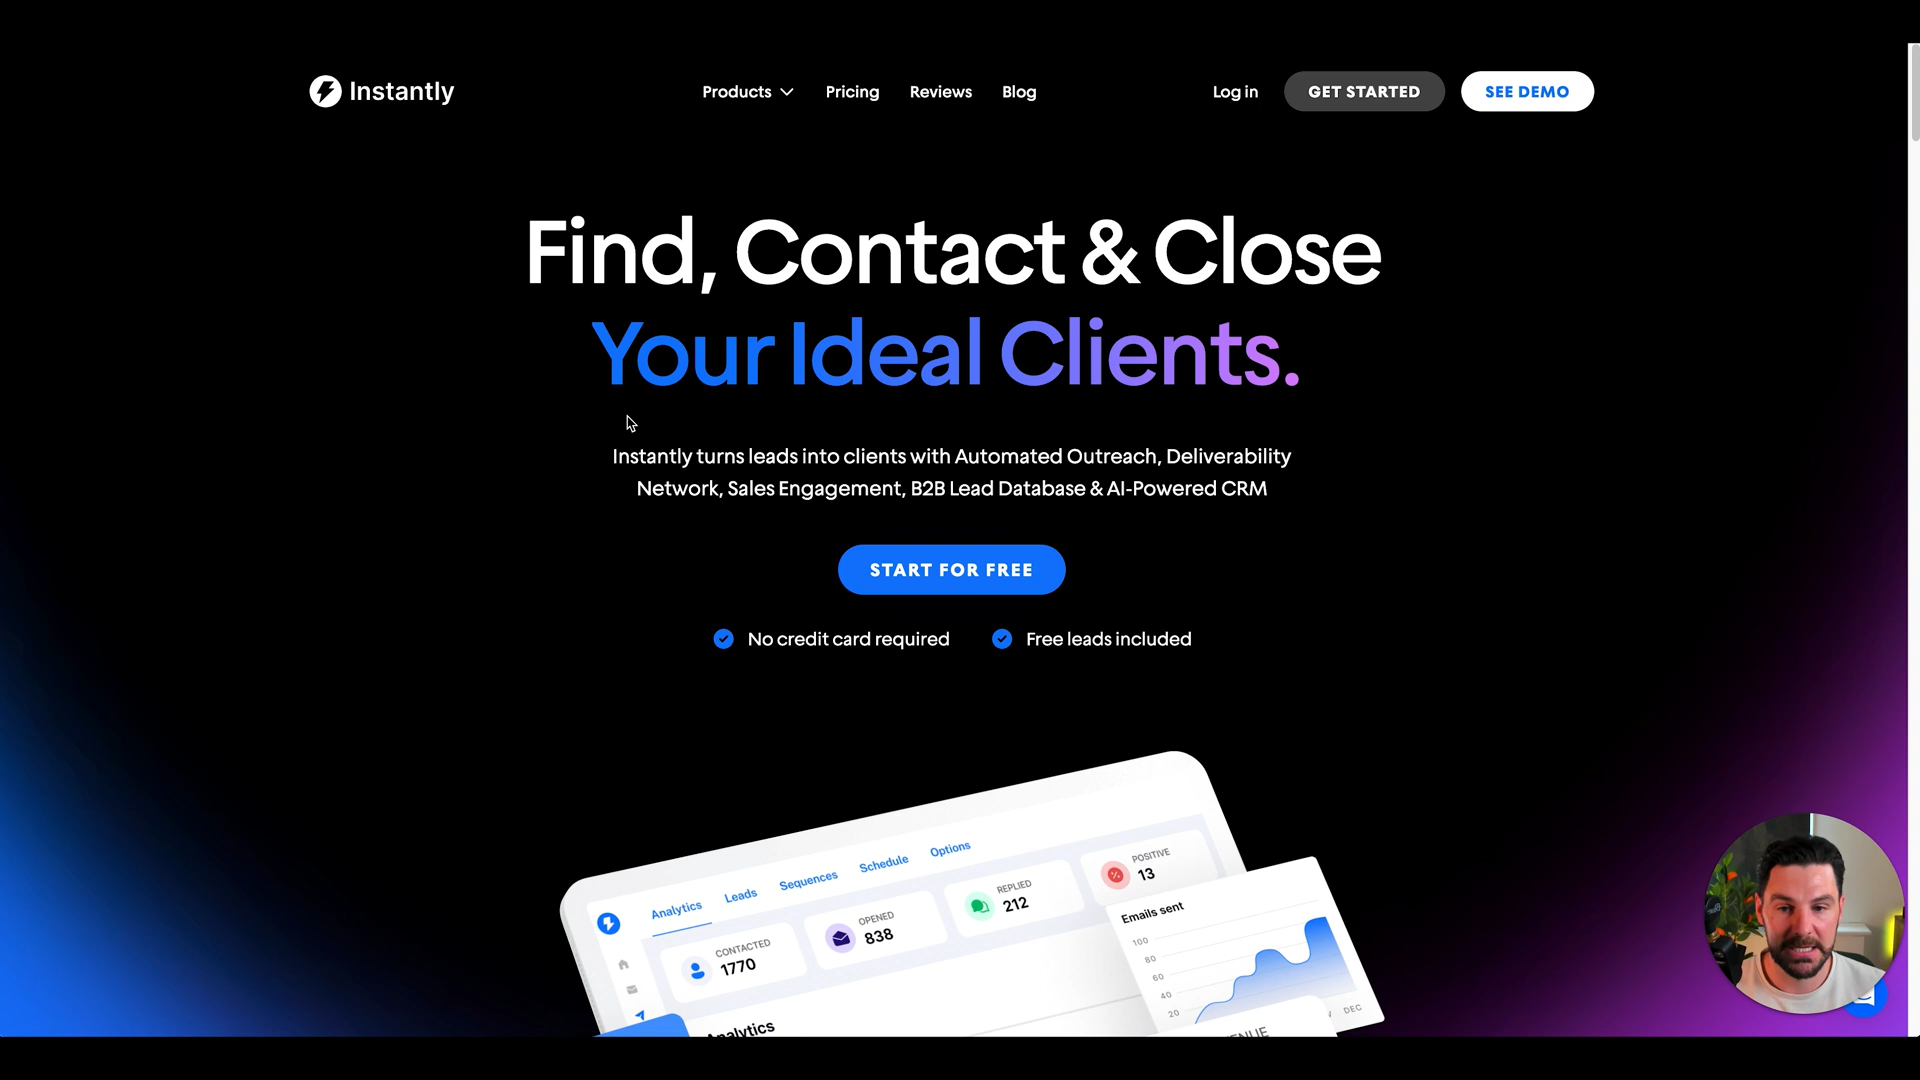 Instantly
Products
Pricing
Reviews
Blog
Log in
GET STARTED
SEE DEMO
Find, Contact & Close
Your Ideal Clients.
Instantly turns leads into clients with Automated Outreach, Deliverability
Network, Sales Engagement, B2B Lead Database & AI-Powered CRM
START FOR FREE
No credit card required
Free leads included
Analytics
Leads
Sequences
Schedule
Options
CONTACTED
1770
OPENED
838
REPLIED
212
POSITIVE
13
Emails sent
100
80
60
40
20
DEC
Analytics